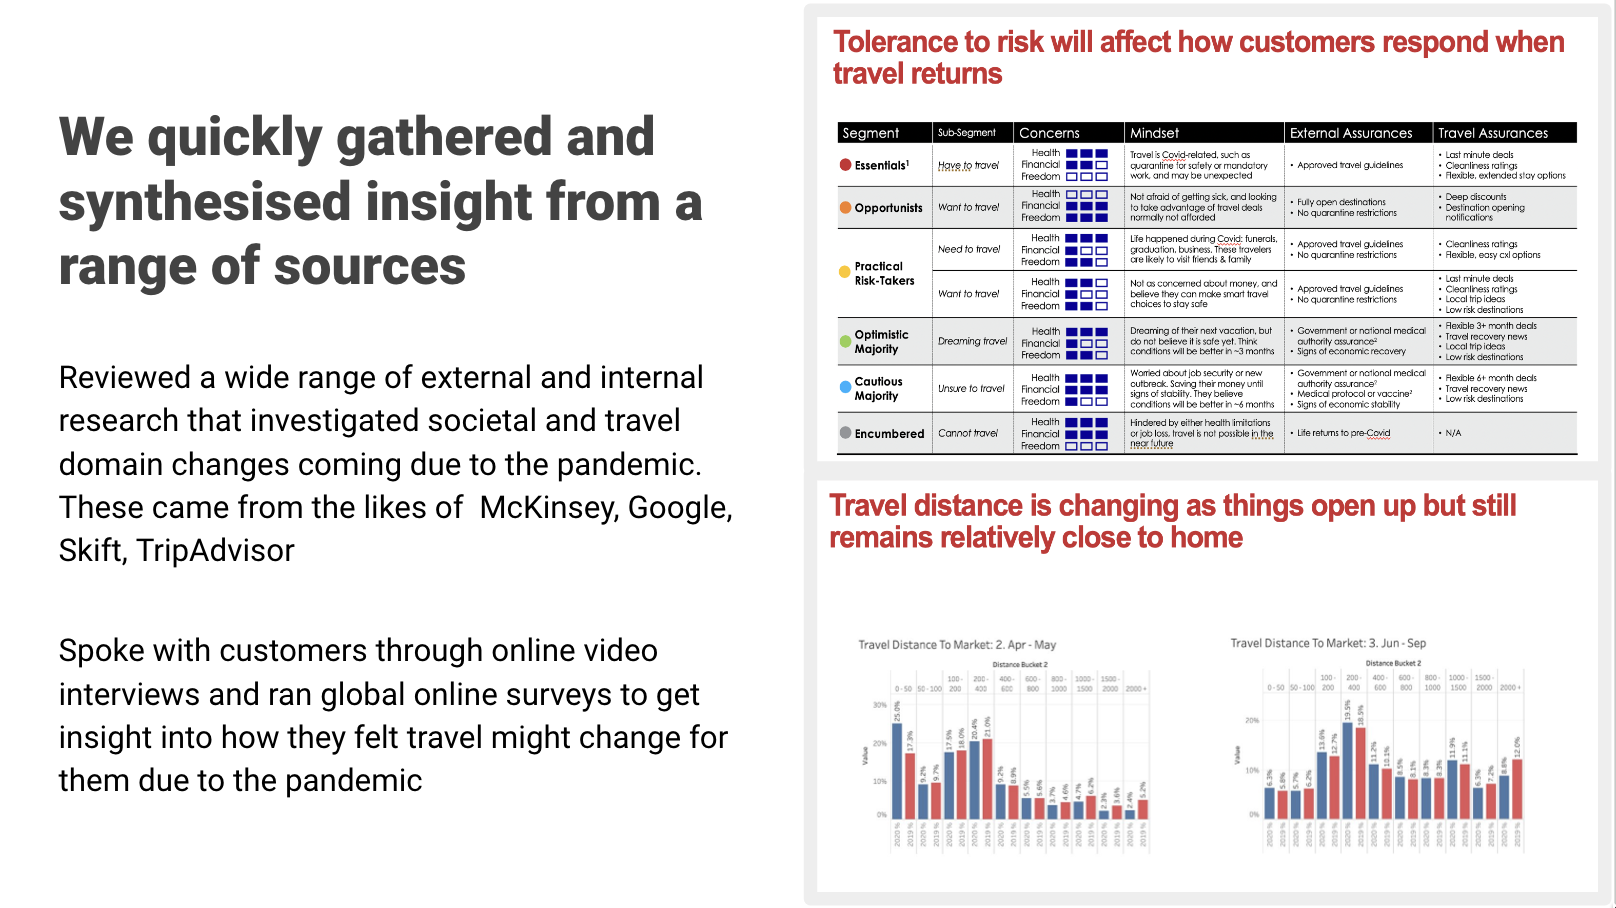 We quickly gathered and
synthesised insight from a
range of sources
Reviewed a wide range of external and internal
research that investigated societal and travel
domain changes coming due to the pandemic.
These came from the likes of  McKinsey, Google,
Skift, TripAdvisor
Spoke with customers through online video
interviews and ran global online surveys to get
insight into how they felt travel might change for
them due to the pandemic
Tolerance to risk will affect how customers respond when
travel returns
Segment Sub-Segment Concerns Mindset External Assurances Travel Assurances
Essentials¹
Have to travel
Health
Financial
Freedom
Travel is Covid-related, such as
quarantine for safety or mandatory
work, and may be unexpected
• Approved travel guidelines
• Last minute deals
• Cleanliness ratings
• Flexible, extended stay options
Opportunists
Want to travel
Health
Financial
Freedom
Not afraid of getting sick, and looking
to take advantage of travel deals
normally not afforded
• Fully open destinations
• No quarantine restrictions
• Deep discounts
• Destination opening
notifications
Practical
Risk-Takers
Need to travel
Health
Financial
Freedom
Life happened during Covid: funerals,
graduation, business. These travelers
are likely to visit friends & family
• Approved travel guidelines
• No quarantine restrictions
• Cleanliness ratings
• Flexible, easy cxl options
Want to travel
Health
Financial
Freedom
Not as concerned about money, and
believe they can make smart travel
choices to stay safe
• Approved travel guidelines
• No quarantine restrictions
• Last minute deals
• Cleanliness ratings
• Local trip ideas
• Low risk destinations
Optimistic
Majority
Dreaming travel
Health
Financial
Freedom
Dreaming of their next vacation, but
do not believe it is safe yet. Think
conditions will be better in ~3 months
• Government or national medical
authority assurance²
• Signs of economic recovery
• Flexible 3+ month deals
• Travel recovery news
• Local trip ideas
• Low risk destinations
Cautious
Majority
Unsure to travel
Health
Financial
Freedom
Worried about job security or new
outbreak. Saving their money until
signs of stability. They believe
conditions will be better in ~6 months
• Government or national medical
authority assurance²
• Medical protocol or vaccine²
• Signs of economic stability
• Flexible 6+ month deals
• Travel recovery news
• Low risk destinations
Encumbered
Cannot travel
Health
Financial
Freedom
Hindered by either health limitations
or job loss, travel is not possible in the
near future
• Life returns to pre-Covid
• N/A
Travel distance is changing as things open up but still
remains relatively close to home
Travel Distance To Market: 2. Apr - May
Distance Bucket 2
0 - 50 50 - 100 100 - 200 200 - 400 400 - 600 600 - 800 800 - 1000 1000 - 1500 1500 - 2000 2000 +
Value
30%
20%
10%
0%
25.0% 17.3% 9.2% 9.7% 17.5% 18.0% 20.4% 21.0% 9.2% 8.9% 5.5% 5.6% 3.7% 4.6% 4.7% 6.2% 2.3% 3.6% 2.4% 5.2%
2020 % 2019 % 2020 % 2019 % 2020 % 2019 % 2020 % 2019 % 2020 % 2019 % 2020 % 2019 % 2020 % 2019 % 2020 % 2019 % 2020 % 2019 % 2020 % 2019 %
Travel Distance To Market: 3. Jun - Sep
Distance Bucket 2
0 - 50 50 - 100 100 - 200 200 - 400 400 - 600 600 - 800 800 - 1000 1000 - 1500 1500 - 2000 2000 +
Value
20%
10%
0%
6.3% 5.8% 5.7% 6.2% 13.6% 12.7% 19.5% 18.5% 11.2% 10.1% 8.5% 8.1% 8.3% 8.3% 11.9% 11.1% 6.3% 7.2% 8.8% 12.0%
2020 % 2019 % 2020 % 2019 % 2020 % 2019 % 2020 % 2019 % 2020 % 2019 % 2020 % 2019 % 2020 % 2019 % 2020 % 2019 % 2020 % 2019 % 2020 % 2019 %